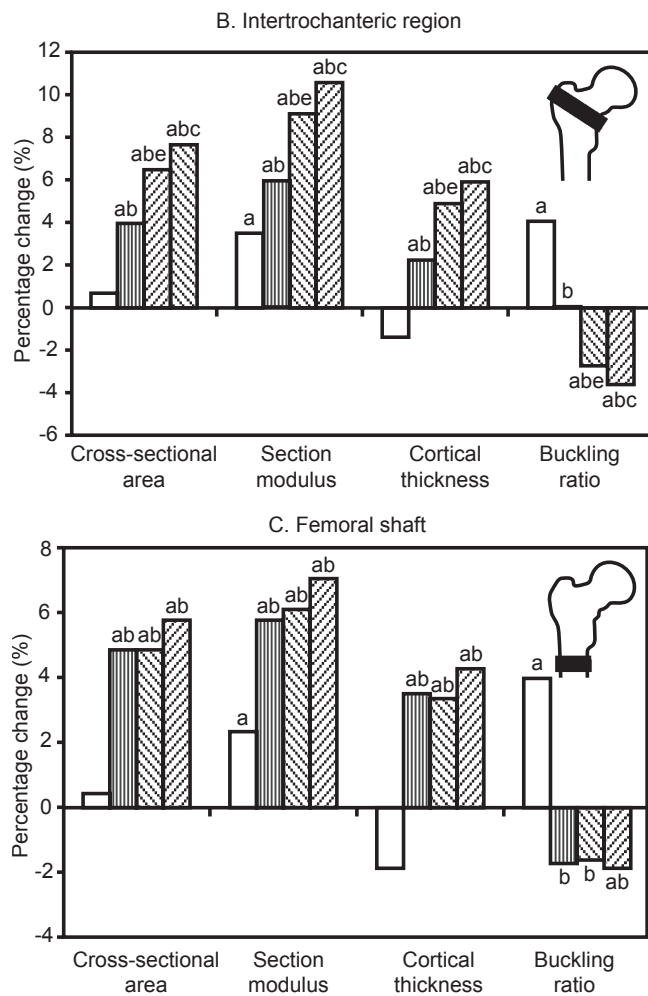 B. Intertrochanteric region
Percentage change (%)
12
10
8
6
4
2
0
-2
-4
-6
ab
abe
abc
a
ab
abe
abc
ab
abe
abc
a
b
abe
abc
Cross-sectional
area
Section
modulus
Cortical
thickness
Buckling
ratio
C. Femoral shaft
Percentage change (%)
8
6
4
2
0
-2
-4
ab
ab
ab
a
ab
ab
ab
ab
ab
ab
a
b
b
ab
Cross-sectional
area
Section
modulus
Cortical
thickness
Buckling
ratio